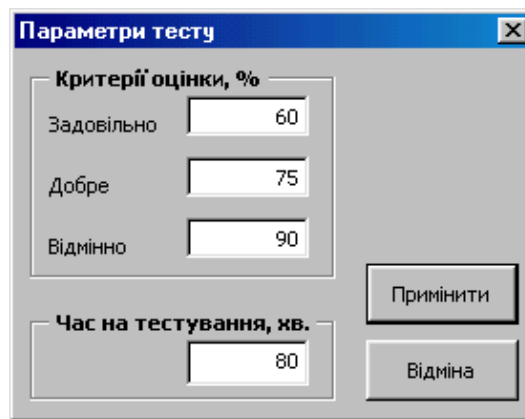 Параметри тесту
Критерії оцінки, %
Задовільно 60
Добре 75
Відмінно 90
Час на тестування, хв.
80
Примінити
Відміна